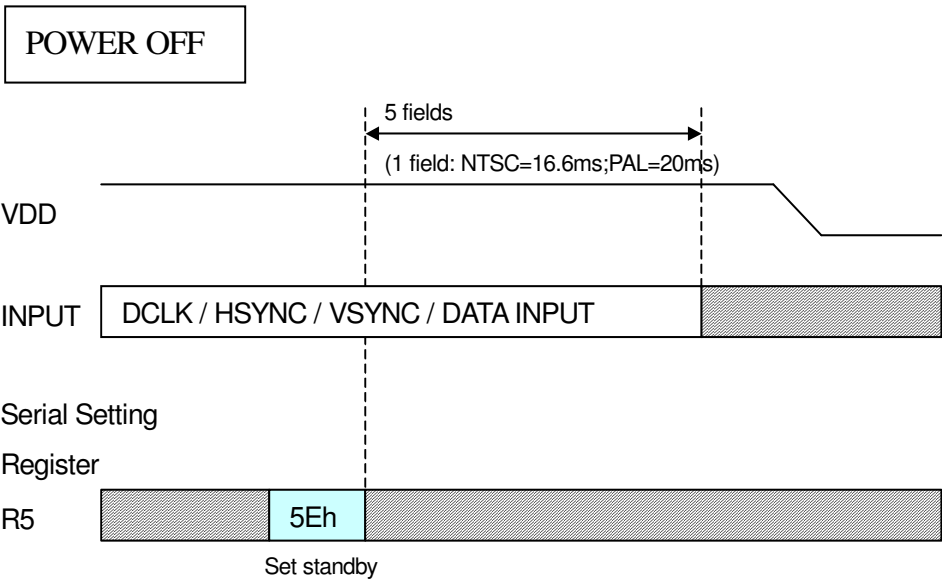 POWER OFF
5 fields
(1 field: NTSC=16.6ms;PAL=20ms)
VDD
INPUT
DCLK / HSYNC / VSYNC / DATA INPUT
Serial Setting
Register
R5
5Eh
Set standby